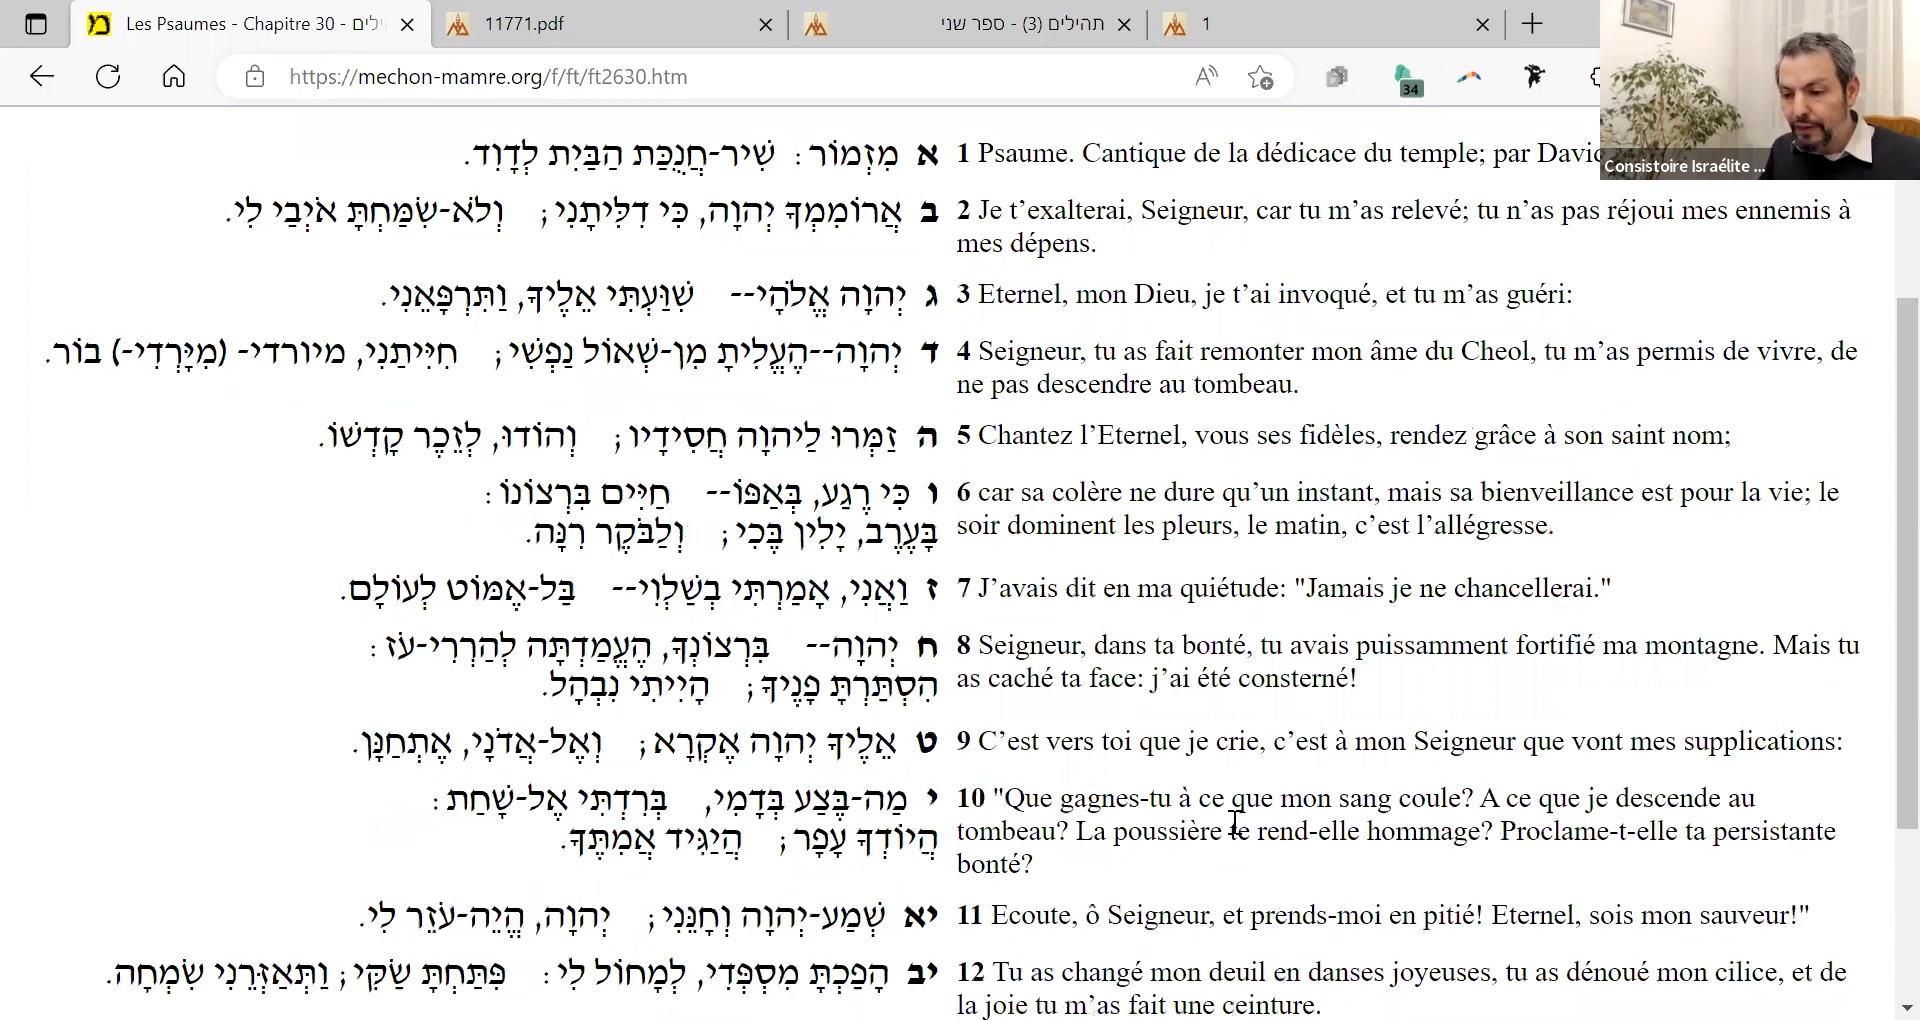 Les Psaumes - Chapitre 30 -
11771.pdf
תהילים (3) - ספר שני
1
https://mechon-mamre.org/f/ft/ft2630.htm
34
Consistoire Israélite ...
א מִזְמוֹר: שִׁיר-חֲנֻכַּת הַבַּיִת לְדָוִד.
1 Psaume. Cantique de la dédicace du temple; par David
ב אֲרוֹמִמְךָ יְהוָה, כִּי דִלִּיתָנִי; וְלֹא-שִׂמַּחְתָּ אֹיְבַי לִי.
2 Je t’exalterai, Seigneur, car tu m’as relevé; tu n’as pas réjoui mes ennemis à
mes dépens.
ג יְהוָה אֱלֹהָי-- שִׁוַּעְתִּי אֵלֶיךָ, וַתִּרְפָּאֵנִי.
3 Eternel, mon Dieu, je t’ai invoqué, et tu m’as guéri:
ד יְהוָה--הֶעֱלִיתָ מִן-שְׁאוֹל נַפְשִׁי; חִיִּיתַנִי, מיורדי- (מִיָּרְדִי-) בוֹר.
4 Seigneur, tu as fait remonter mon âme du Cheol, tu m’as permis de vivre, de
ne pas descendre au tombeau.
ה זַמְּרוּ לַיהוָה חֲסִידָיו; וְהוֹדוּ, לְזֵכֶר קָדְשׁוֹ.
5 Chantez l’Eternel, vous ses fidèles, rendez grâce à son saint nom;
ו כִּי רֶגַע, בְּאַפּוֹ-- חַיִּים בִּרְצוֹנוֹ:
בָּעֶרֶב, יָלִין בֶּכִי; וְלַבֹּקֶר רִנָּה.
6 car sa colère ne dure qu’un instant, mais sa bienveillance est pour la vie; le
soir dominent les pleurs, le matin, c’est l’allégresse.
ז וַאֲנִי, אָמַרְתִּי בְשַׁלְוִי-- בַּל-אֶמּוֹט לְעוֹלָם.
7 J’avais dit en ma quiétude: "Jamais je ne chancellerai."
ח יְהוָה-- בִּרְצוֹנְךָ, הֶעֱמַדְתָּה לְהַרְרִי-עֹז:
הִסְתַּרְתָּ פָנֶיךָ; הָיִיתִי נִבְהָל.
8 Seigneur, dans ta bonté, tu avais puissamment fortifié ma montagne. Mais tu
as caché ta face: j’ai été consterné!
ט אֵלֶיךָ יְהוָה אֶקְרָא; וְאֶל-אֲדֹנָי, אֶתְחַנָּן.
9 C’est vers toi que je crie, c’est à mon Seigneur que vont mes supplications:
י מַה-בֶּצַע בְּדָמִי, בְּרִדְתִּי אֶל-שָׁחַת:
הֲיוֹדְךָ עָפָר; הֲיַגִּיד אֲמִתֶּךָ.
10 "Que gagnes-tu à ce que mon sang coule? A ce que je descende au
tombeau? La poussière te rend-elle hommage? Proclame-t-elle ta persistante
bonté?
יא שְׁמַע-יְהוָה וְחָנֵּנִי; יְהוָה, הֱיֵה-עֹזֵר לִי.
11 Ecoute, ô Seigneur, et prends-moi en pitié! Eternel, sois mon sauveur!"
יב הָפַכְתָּ מִסְפְּדִי, לְמָחוֹל לִי: פִּתַּחְתָּ שַׂקִּי; וַתְּאַזְּרֵנִי שִׂמְחָה.
12 Tu as changé mon deuil en danses joyeuses, tu as dénoué mon cilice, et de
la joie tu m’as fait une ceinture.